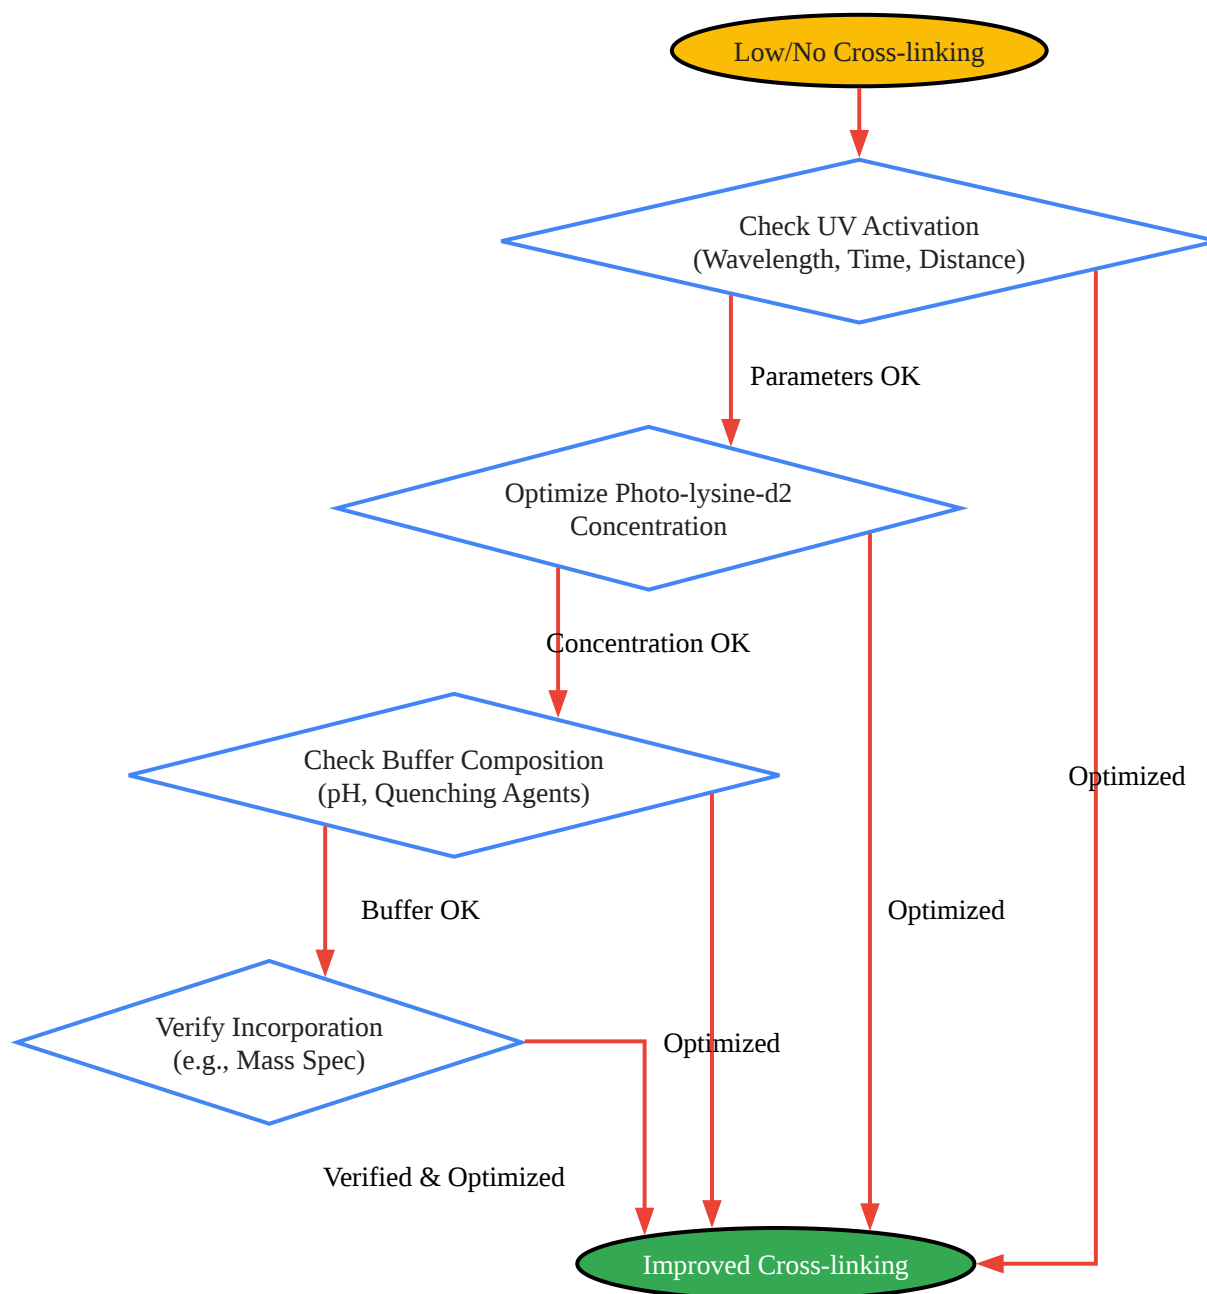 Low/No Cross-linking
Check UV Activation
(Wavelength, Time, Distance)
Parameters OK
Optimize Photo-lysine-d2
Concentration
Concentration OK
Check Buffer Composition
(pH, Quenching Agents)
Optimized
Buffer OK
Optimized
Verify Incorporation
(e.g., Mass Spec)
Optimized
Verified & Optimized
Improved Cross-linking